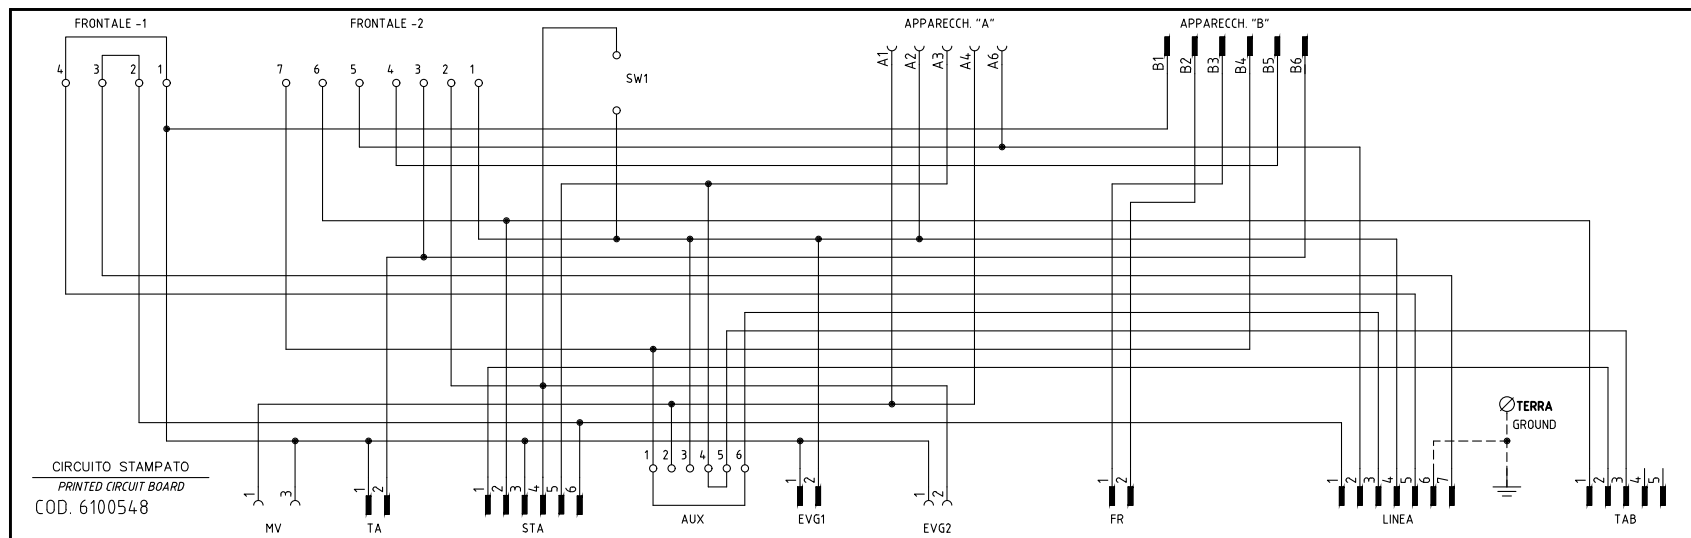 FRONTALE -1
FRONTALE -2
APPARECCH. "A"
APPARECCH. "B"
4 3 2 1
7 6 5 4 3 2 1
SW1
A1 A2 A3 A4 A6
B1 B2 B3 B4 B5 B6
TERRA
GROUND
CIRCUITO STAMPATO
PRINTED CIRCUIT BOARD
COD. 6100548
1 3
MV
1 2
TA
1 2 3 4 5 6
STA
1 2 3 4 5 6
AUX
1 2
EVG1
1 2
EVG2
1 2
FR
1 2 3 4 5 6 7
LINEA
1 2 3 4 5
TAB